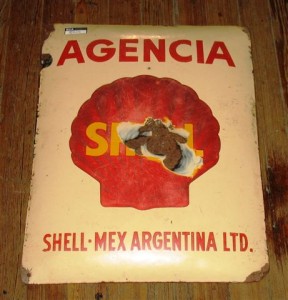 AGENCIA
SHELL-MEX ARGENTINA LTD.